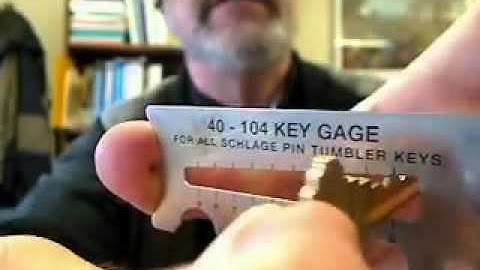 40 - 104 KEY GAGE
FOR ALL SCHLAGE PIN TUMBLER KEYS